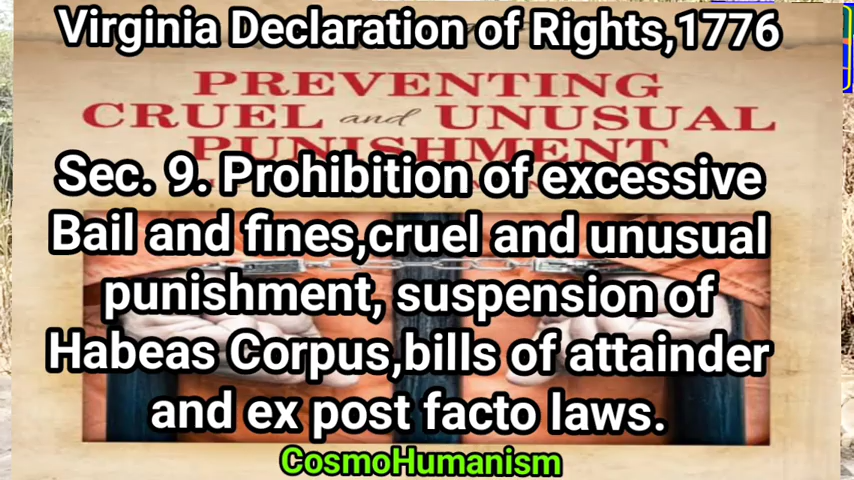 Virginia Declaration of Rights,1776
PREVENTING
CRUEL and UNUSUAL
PUNISHMENT
Sec. 9. Prohibition of excessive
Bail and fines,cruel and unusual
punishment, suspension of
Habeas Corpus,bills of attainder
and ex post facto laws.
CosmoHumanism